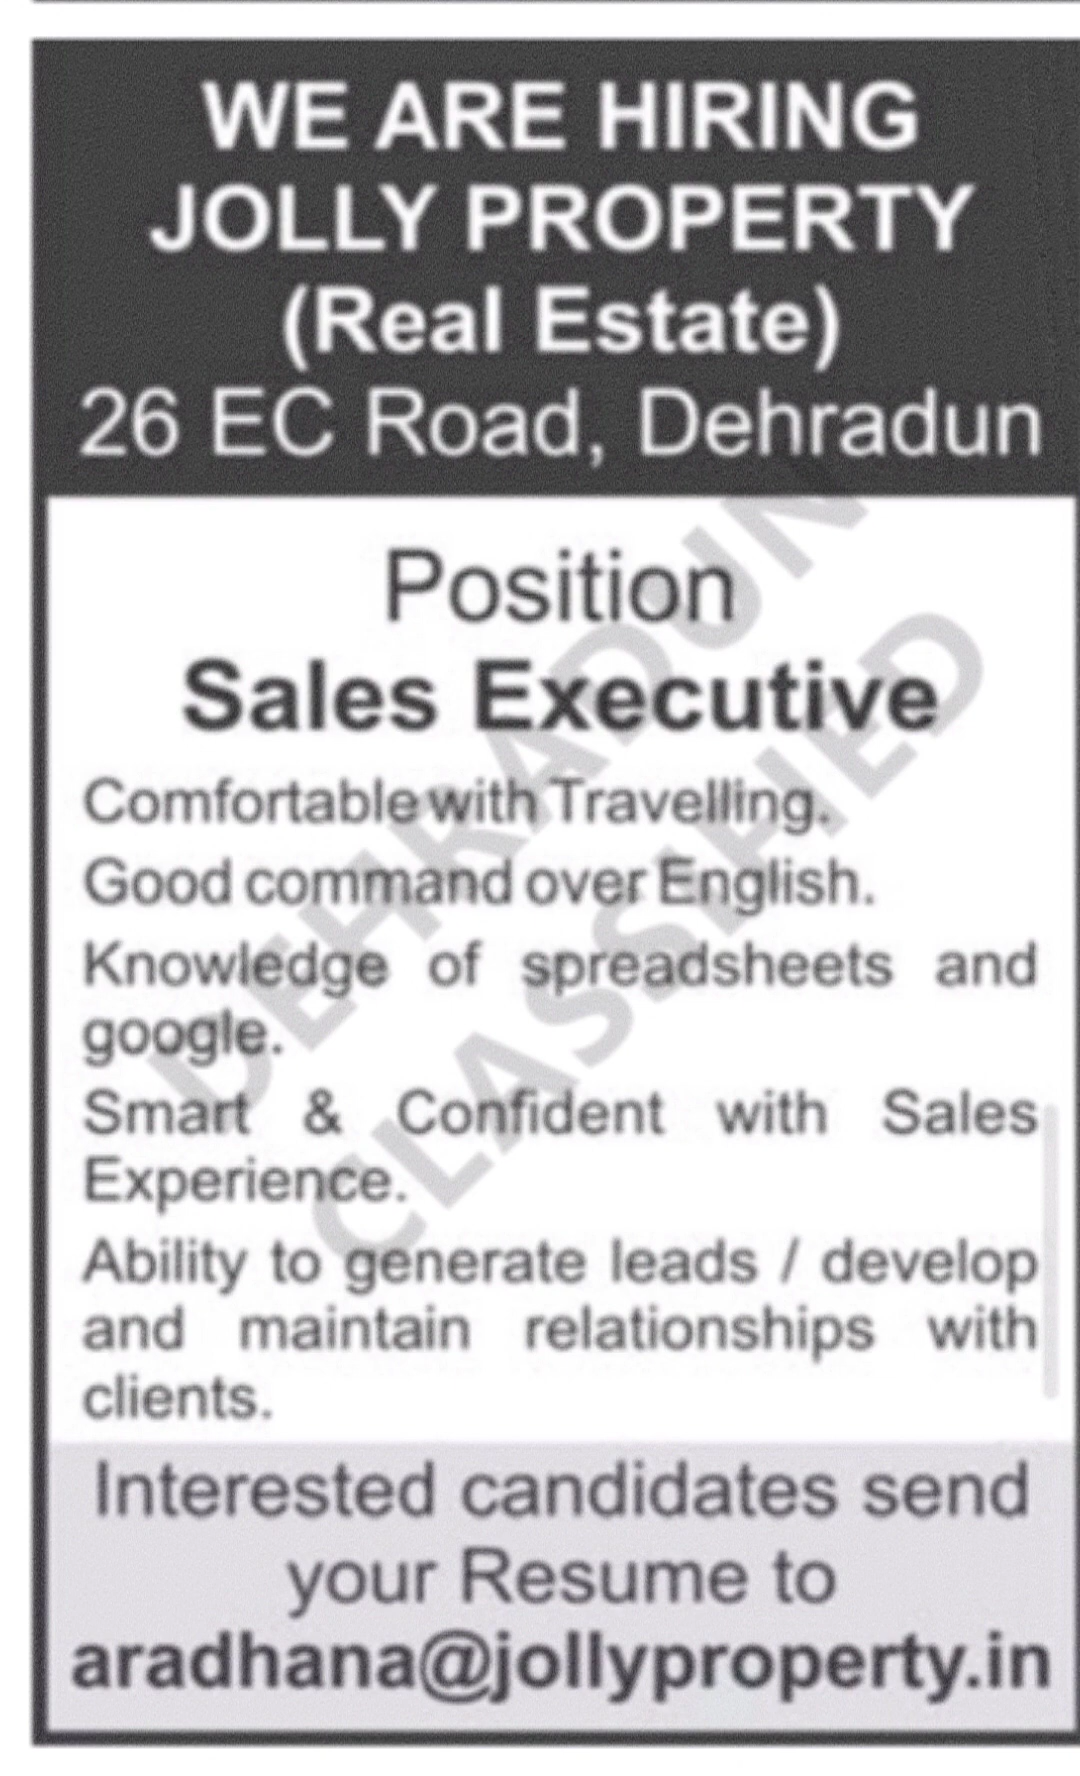 WE ARE HIRING
JOLLY PROPERTY
(Real Estate)
26 EC Road, Dehradun
Position
Sales Executive
Comfortable with Travelling.
Good command over English.
Knowledge of spreadsheets and
google.
Smart & Confident with Sales
Experience.
Ability to generate leads / develop
and maintain relationships with
clients.
Interested candidates send
your Resume to
aradhana@jollyproperty.in
DEHRADUN
CLASSIFIED